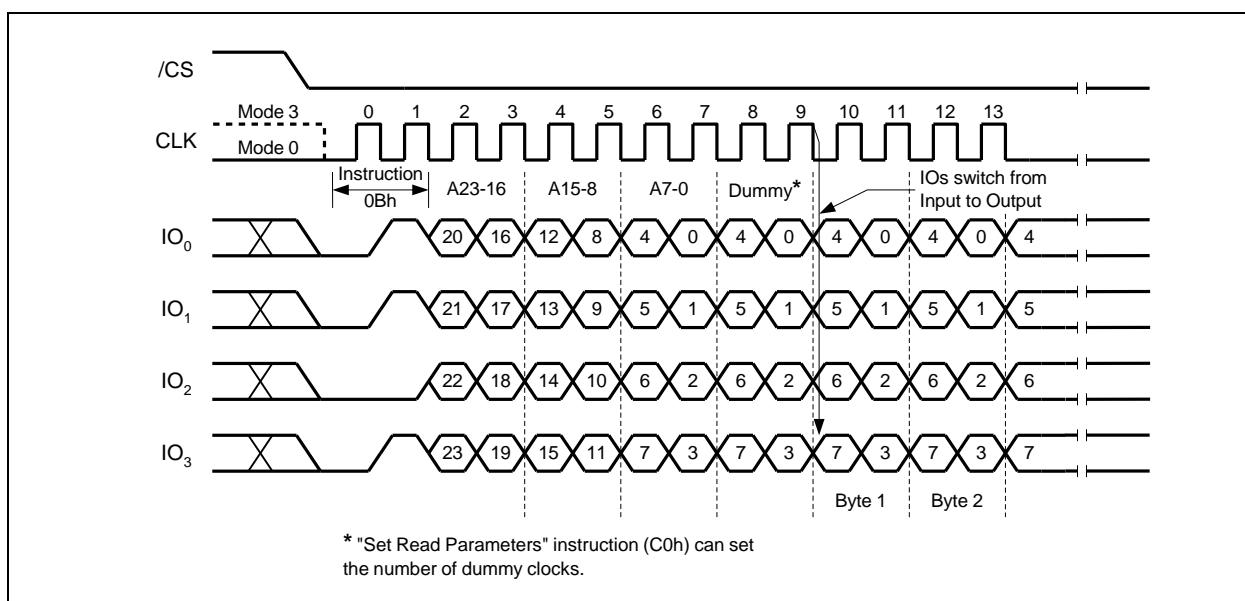 /CS
Mode 3 0 1 2 3 4 5 6 7 8 9 10 11 12 13
CLK
Mode 0
Instruction
0Bh
A23-16 A15-8 A7-0 Dummy*
IOs switch from
Input to Output
IO0 20 16 12 8 4 0 4 0 4 0 4 0 4
IO1 21 17 13 9 5 1 5 1 5 1 5 1 5
IO2 22 18 14 10 6 2 6 2 6 2 6 2 6
IO3 23 19 15 11 7 3 7 3 7 3 7 3 7
Byte 1 Byte 2
* "Set Read Parameters" instruction (C0h) can set
the number of dummy clocks.